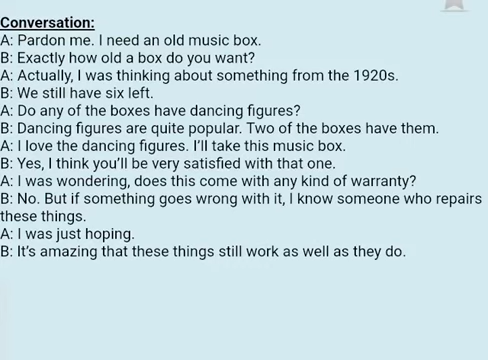 Conversation:
A: Pardon me. I need an old music box.
B: Exactly how old a box do you want?
A: Actually, I was thinking about something from the 1920s.
B: We still have six left.
A: Do any of the boxes have dancing figures?
B: Dancing figures are quite popular. Two of the boxes have them.
A: I love the dancing figures. I’ll take this music box.
B: Yes, I think you’ll be very satisfied with that one.
A: I was wondering, does this come with any kind of warranty?
B: No. But if something goes wrong with it, I know someone who repairs
these things.
A: I was just hoping.
B: It’s amazing that these things still work as well as they do.